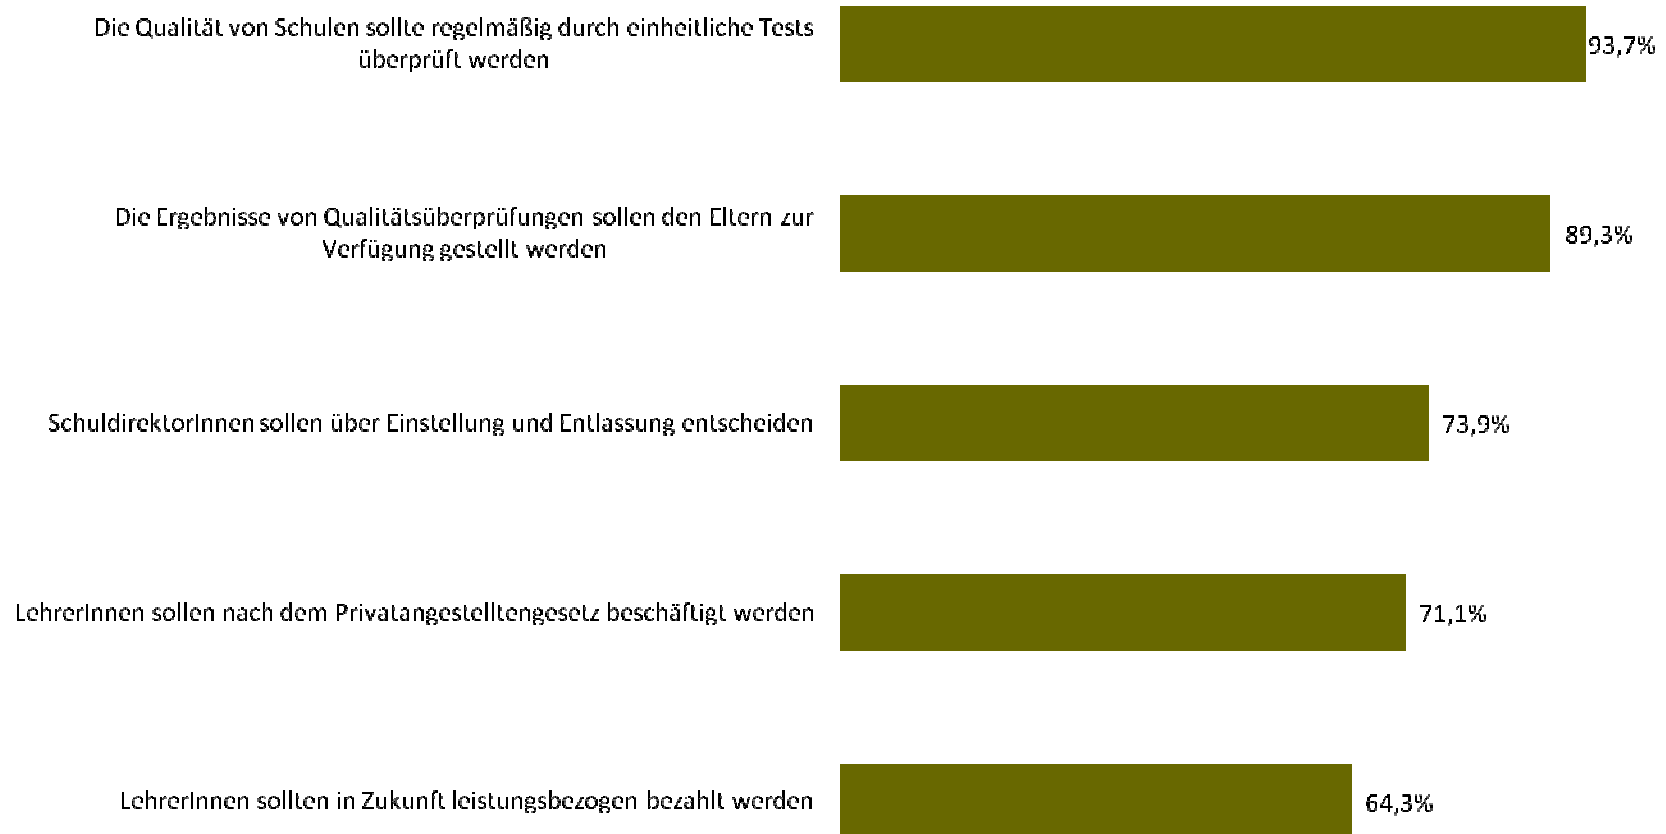 Die Qualität von Schulen sollte regelmäßig durch einheitliche Tests
überprüft werden
93,7%
Die Ergebnisse von Qualitätsüberprüfungen sollen den Eltern zur
Verfügung gestellt werden
89,3%
SchuldirektorInnen sollen über Einstellung und Entlassung entscheiden
73,9%
LehrerInnen sollen nach dem Privatangestelltengesetz beschäftigt werden
71,1%
LehrerInnen sollten in Zukunft leistungsbezogen bezahlt werden
64,3%